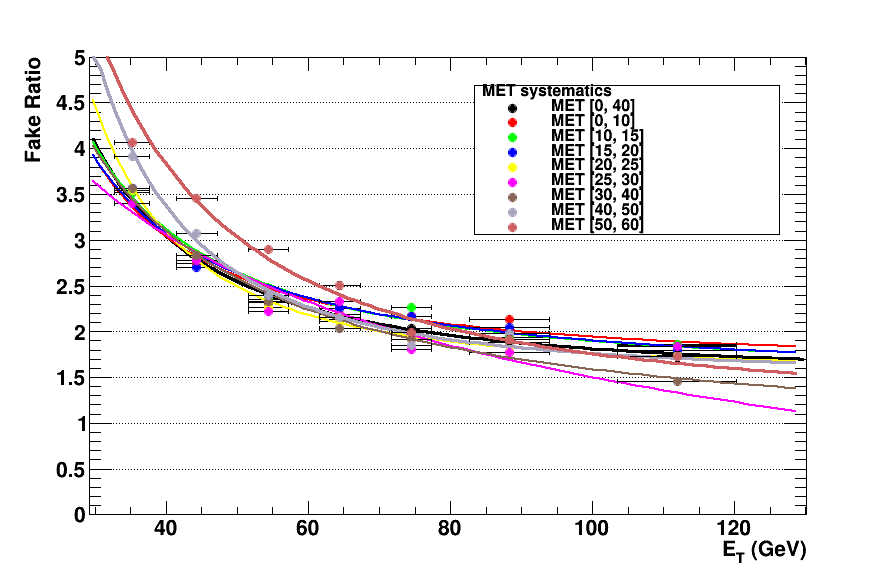 Fake Ratio
5
4.5
4
3.5
3
2.5
2
1.5
1
0.5
0
MET systematics
MET [0, 40]
MET [0, 10]
MET [10, 15]
MET [15, 20]
MET [20, 25]
MET [25, 30]
MET [30, 40]
MET [40, 50]
MET [50, 60]
40 60 80 100 120
E_T (GeV)